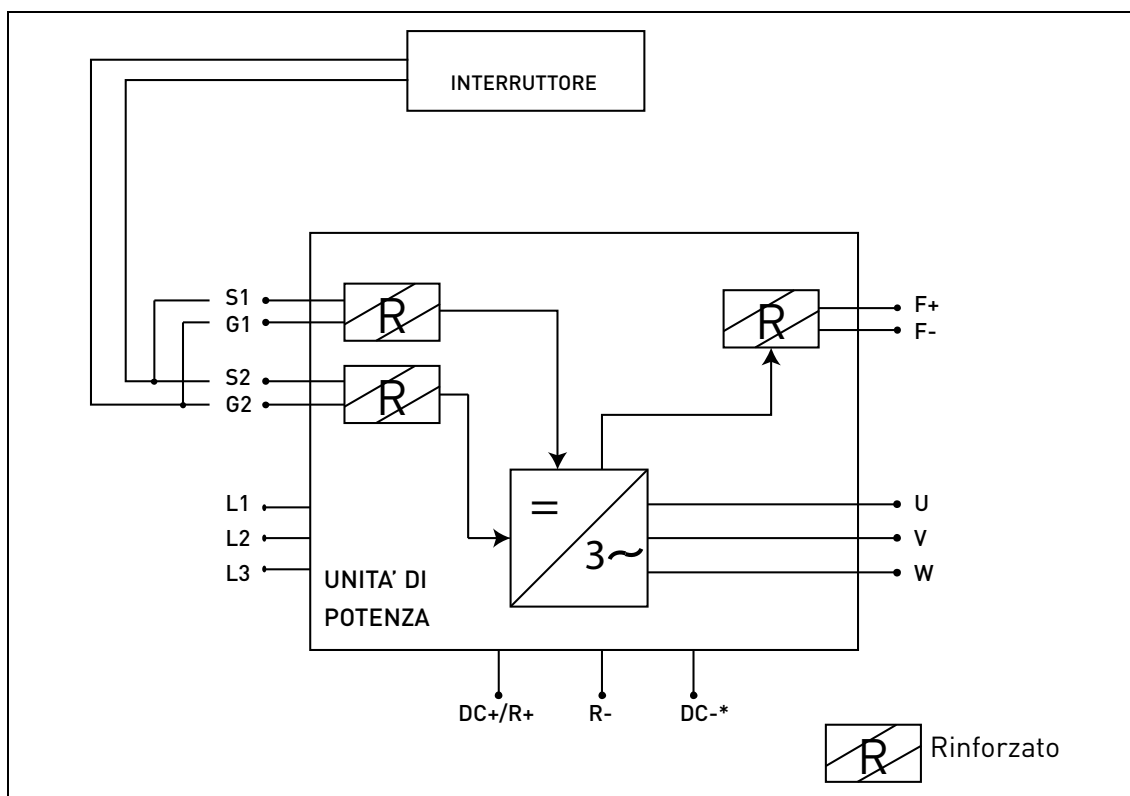 INTERRUTTORE
S1
G1
S2
G2
R
R
R
F+
F-
L1
L2
L3
=
3~
U
V
W
UNITA’ DI
POTENZA
DC+/R+
R-
DC-*
R
Rinforzato